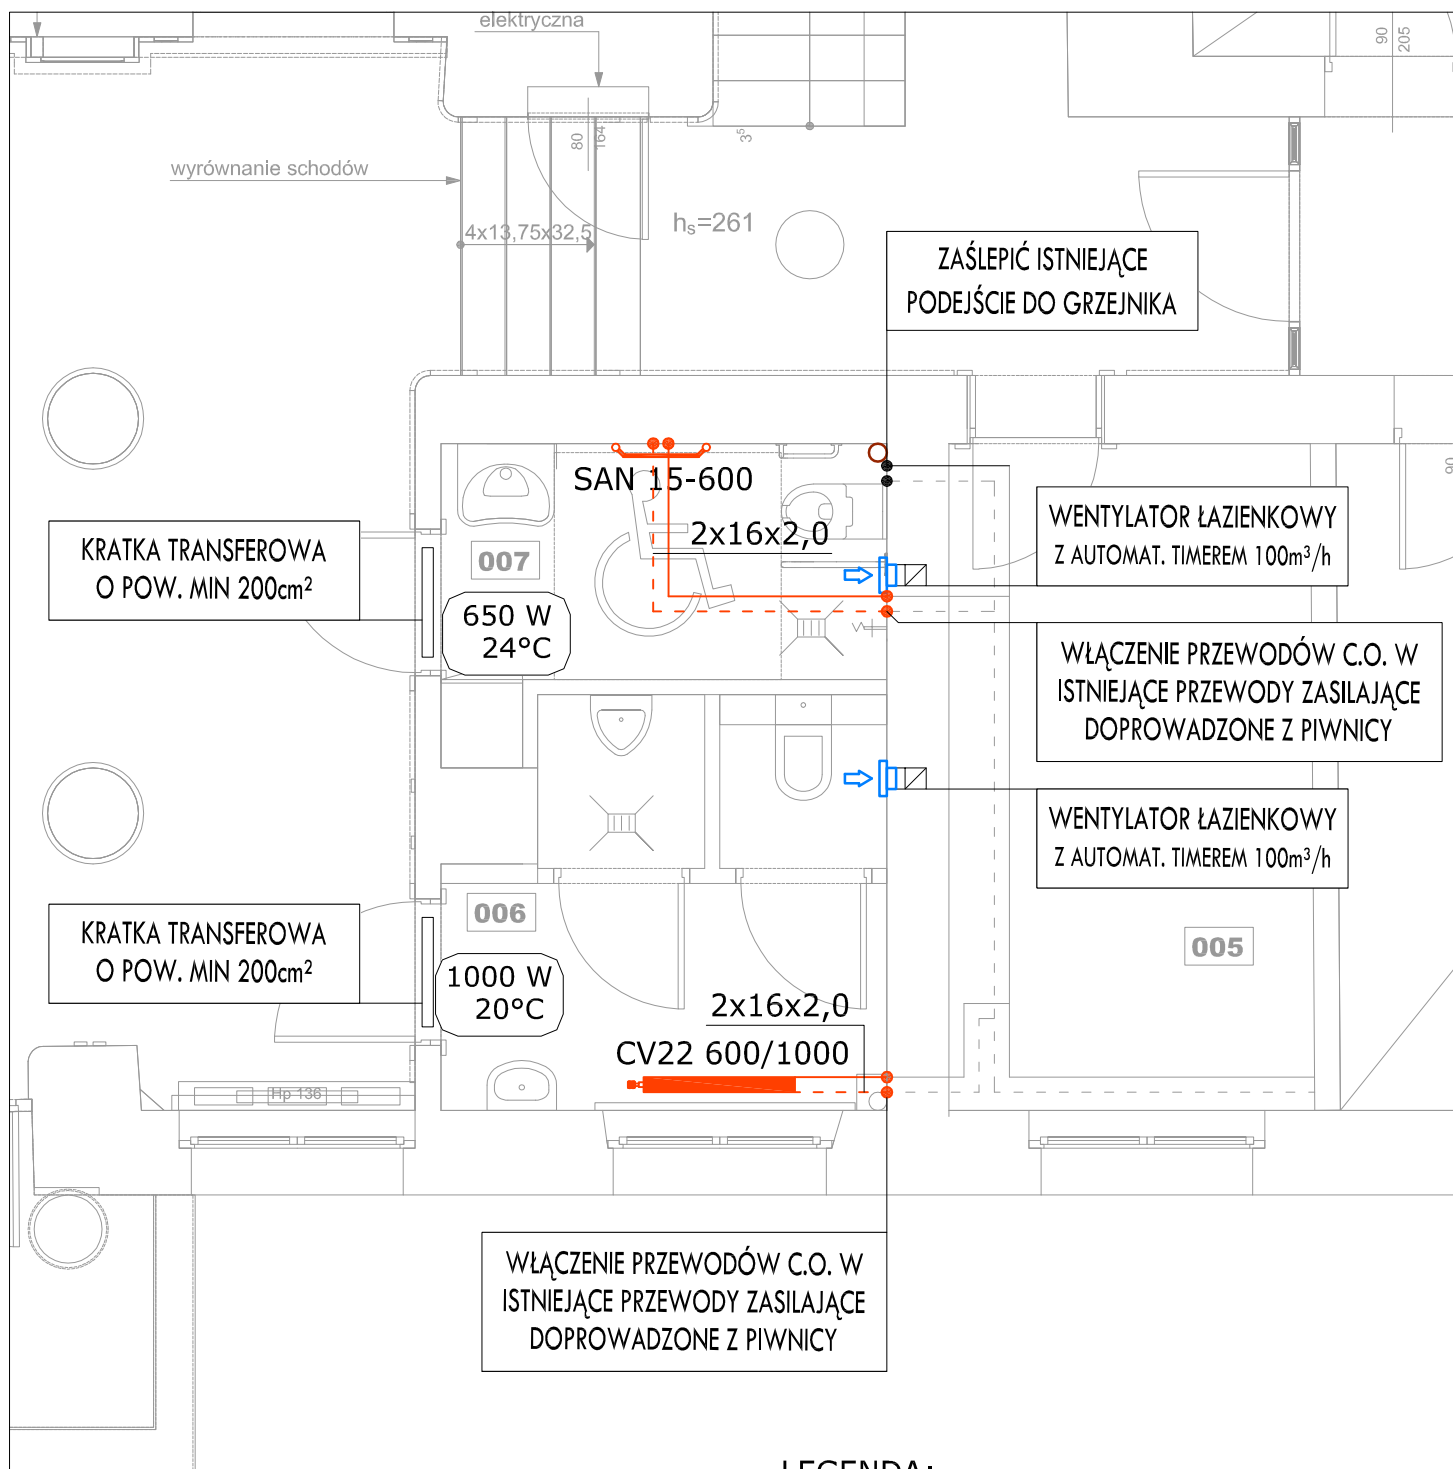 elektryczna
90
205
80
164
3⁵
wyrównanie schodów
hₛ=261
4x13,75x32,5
ZAŚLEPIĆ ISTNIEJĄCE
PODEJŚCIE DO GRZEJNIKA
SAN 15-600
2x16x2,0
90
WENTYLATOR ŁAZIENKOWY
Z AUTOMAT. TIMEREM 100m³/h
KRATKA TRANSFEROWA
O POW. MIN 200cm²
007
650 W
24°C
WŁĄCZENIE PRZEWODÓW C.O. W
ISTNIEJĄCE PRZEWODY ZASILAJĄCE
DOPROWADZONE Z PIWNICY
WENTYLATOR ŁAZIENKOWY
Z AUTOMAT. TIMEREM 100m³/h
006
005
KRATKA TRANSFEROWA
O POW. MIN 200cm²
1000 W
20°C
2x16x2,0
CV22 600/1000
Hp 136
WŁĄCZENIE PRZEWODÓW C.O. W
ISTNIEJĄCE PRZEWODY ZASILAJĄCE
DOPROWADZONE Z PIWNICY
LEGENDA: